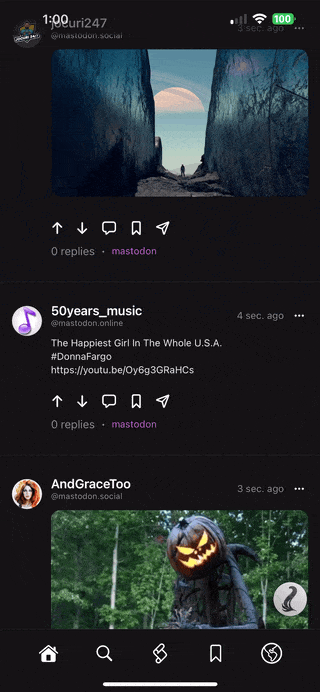 1:00
100
jocuri247
@mastodon.social
3 sec. ago
0 replies • mastodon
50years_music
@mastodon.online
4 sec. ago
The Happiest Girl In The Whole U.S.A.
#DonnaFargo
https://youtu.be/Oy6g3GRaHCs
0 replies • mastodon
AndGraceToo
@mastodon.social
3 sec. ago